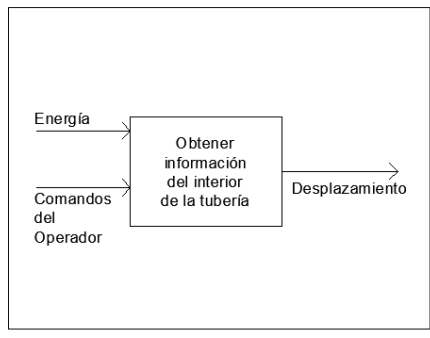 Energía
Comandos
del
Operador
Obtener
información
del interior
de la tubería
Desplazamiento